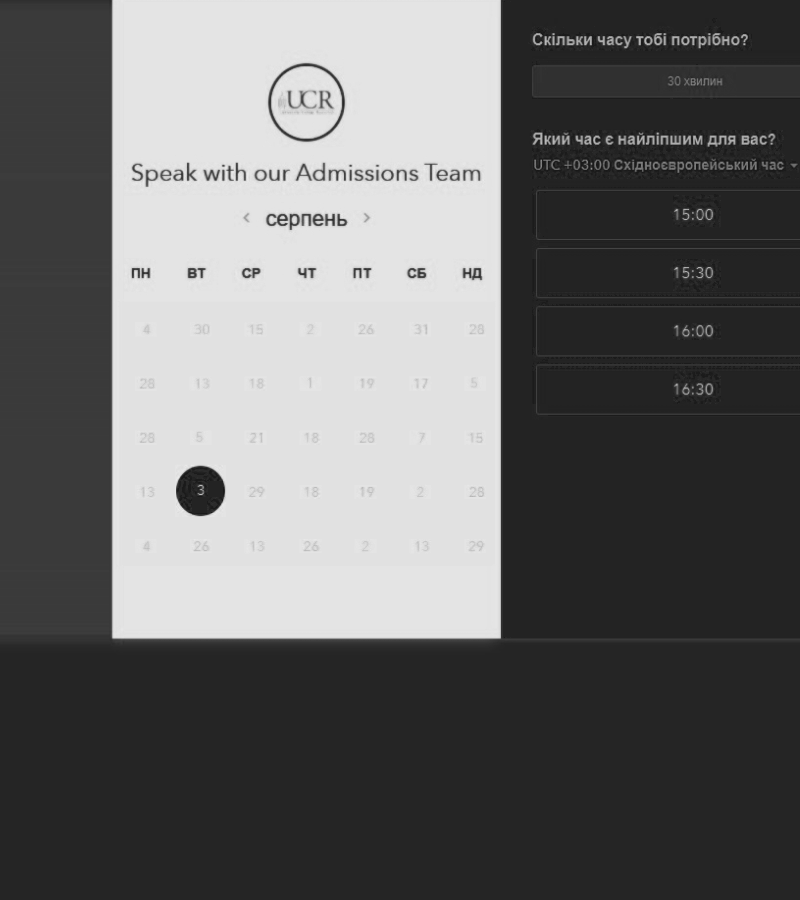 UCR
Speak with our Admissions Team
< серпень >
ПН ВТ СР ЧТ ПТ СБ НД
4 30 15 2 26 31 28
28 13 18 1 19 17 5
28 5 21 18 28 7 15
13 3 29 18 19 2 28
4 26 13 26 2 13 29
Скільки часу тобі потрібно?
30 хвилин
Який час є найліпшим для вас?
UTC +03:00 Східноєвропейський час
15:00
15:30
16:00
16:30